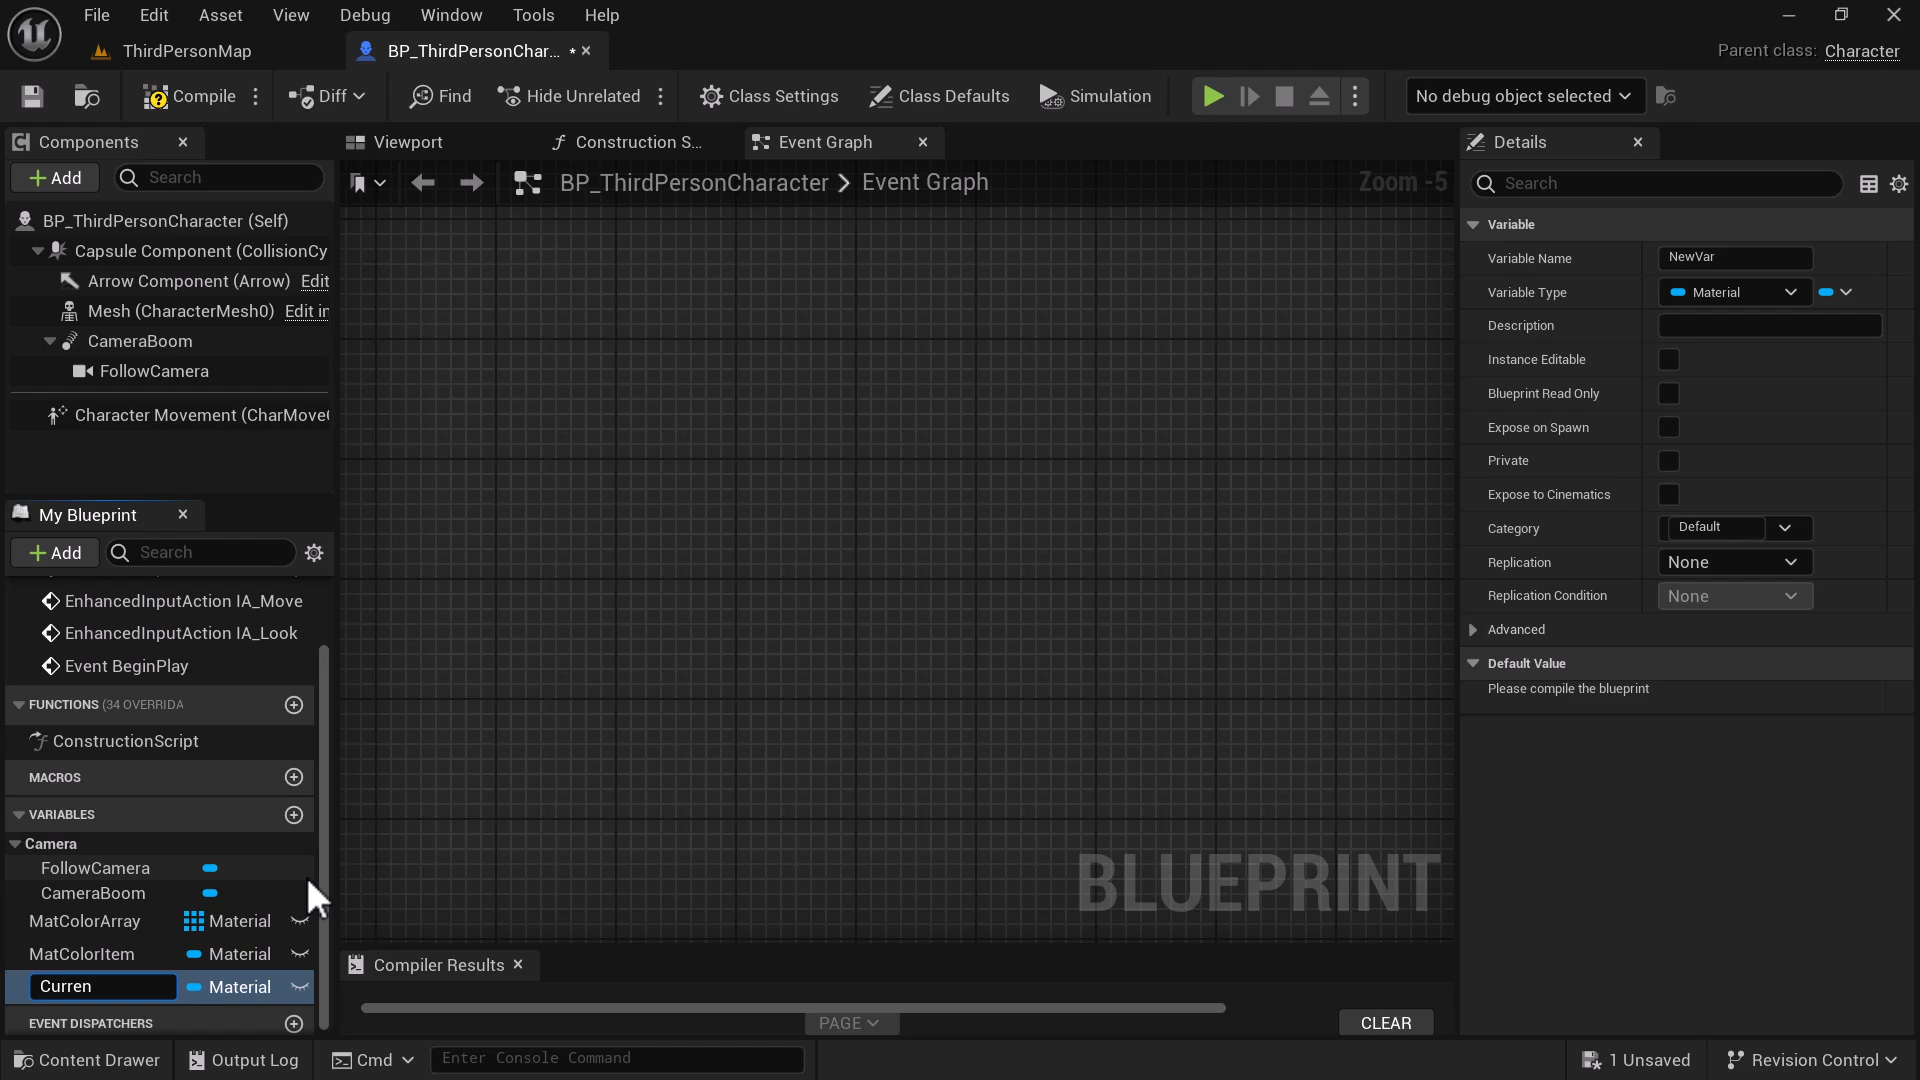 File Edit Asset View Debug Window Tools Help
ThirdPersonMap
BP_ThirdPersonChar... *
Parent class: Character
Compile
Diff
Find
Hide Unrelated
Class Settings
Class Defaults
Simulation
No debug object selected
Components
Add
Search
BP_ThirdPersonCharacter (Self)
Capsule Component (CollisionCy
Arrow Component (Arrow) Edit
Mesh (CharacterMesh0) Edit in
CameraBoom
FollowCamera
Character Movement (CharMove
My Blueprint
Add
Search
EnhancedInputAction IA_Move
EnhancedInputAction IA_Look
Event BeginPlay
FUNCTIONS (34 OVERRIDA
ConstructionScript
MACROS
VARIABLES
Camera
FollowCamera
CameraBoom
MatColorArray Material
MatColorItem Material
Curren Material
EVENT DISPATCHERS
Viewport
Construction S...
Event Graph
BP_ThirdPersonCharacter > Event Graph
Zoom -5
BLUEPRINT
Compiler Results
PAGE
CLEAR
Details
Search
Variable
Variable Name NewVar
Variable Type Material
Description
Instance Editable
Blueprint Read Only
Expose on Spawn
Private
Expose to Cinematics
Category Default
Replication None
Replication Condition None
Advanced
Default Value
Please compile the blueprint
Content Drawer
Output Log
Cmd
Enter Console Command
1 Unsaved
Revision Control